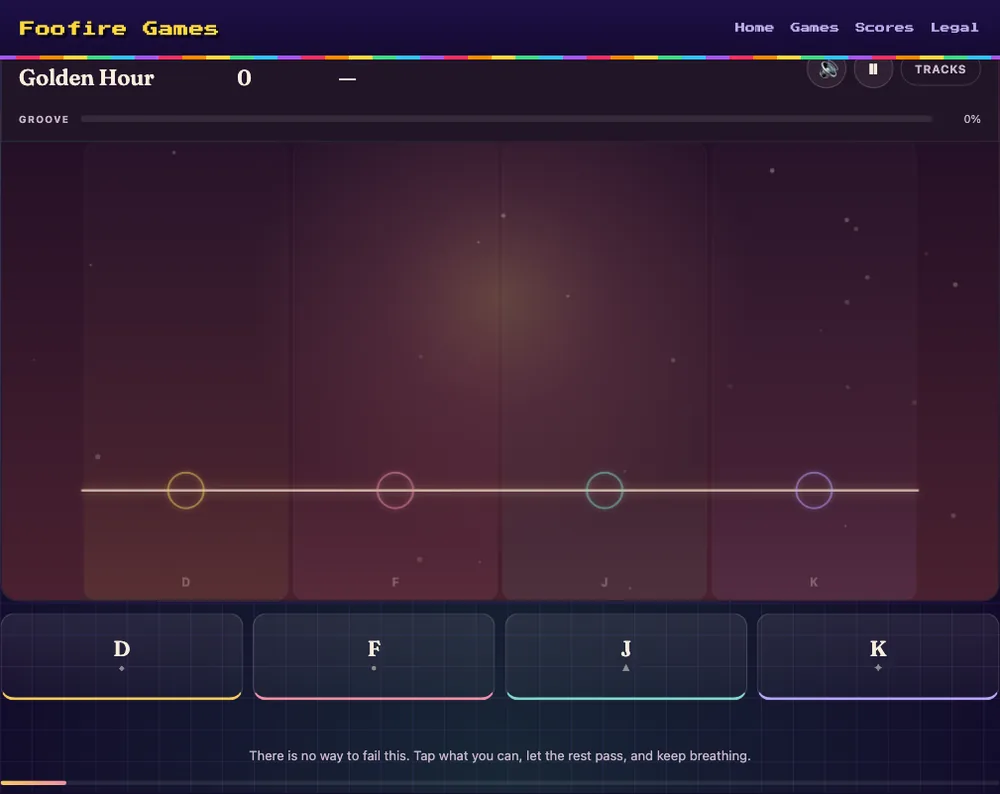 Foofire Games
Home Games Scores Legal
Golden Hour 0 —
TRACKS
GROOVE 0%
D F J K
D F J K
There is no way to fail this. Tap what you can, let the rest pass, and keep breathing.